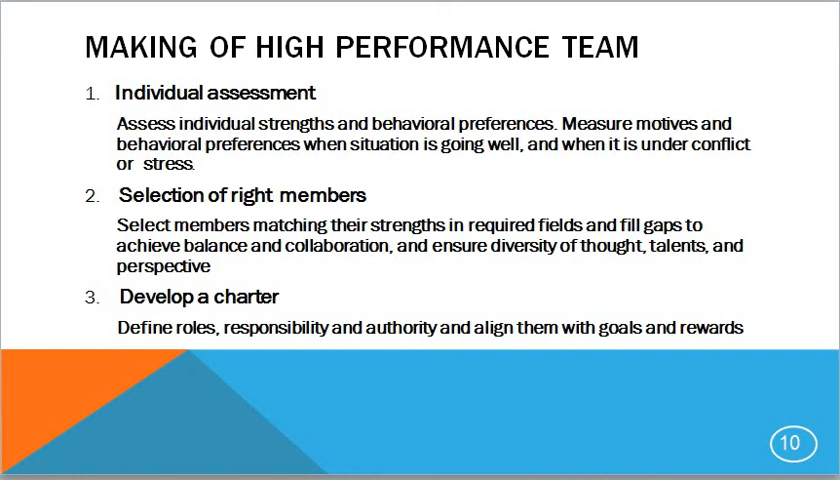 MAKING OF HIGH PERFORMANCE TEAM
1. Individual assessment
Assess individual strengths and behavioral preferences. Measure motives and
behavioral preferences when situation is going well, and when it is under conflict
or stress.
2. Selection of right members
Select members matching their strengths in required fields and fill gaps to
achieve balance and collaboration, and ensure diversity of thought, talents, and
perspective
3. Develop a charter
Define roles, responsibility and authority and align them with goals and rewards
10